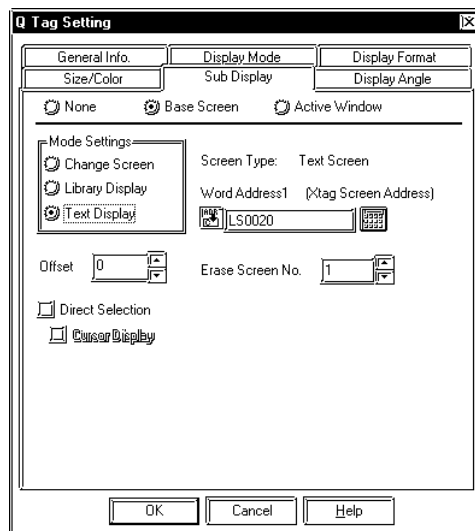 Q Tag Setting
General Info. Display Mode Display Format
Size/Color Sub Display Display Angle
None Base Screen Active Window
Mode Settings
Change Screen
Library Display
Text Display
Screen Type: Text Screen
Word Address1 (Xtag Screen Address)
LS0020
Offset 0 Erase Screen No. 1
Direct Selection
Cursor Display
OK Cancel Help